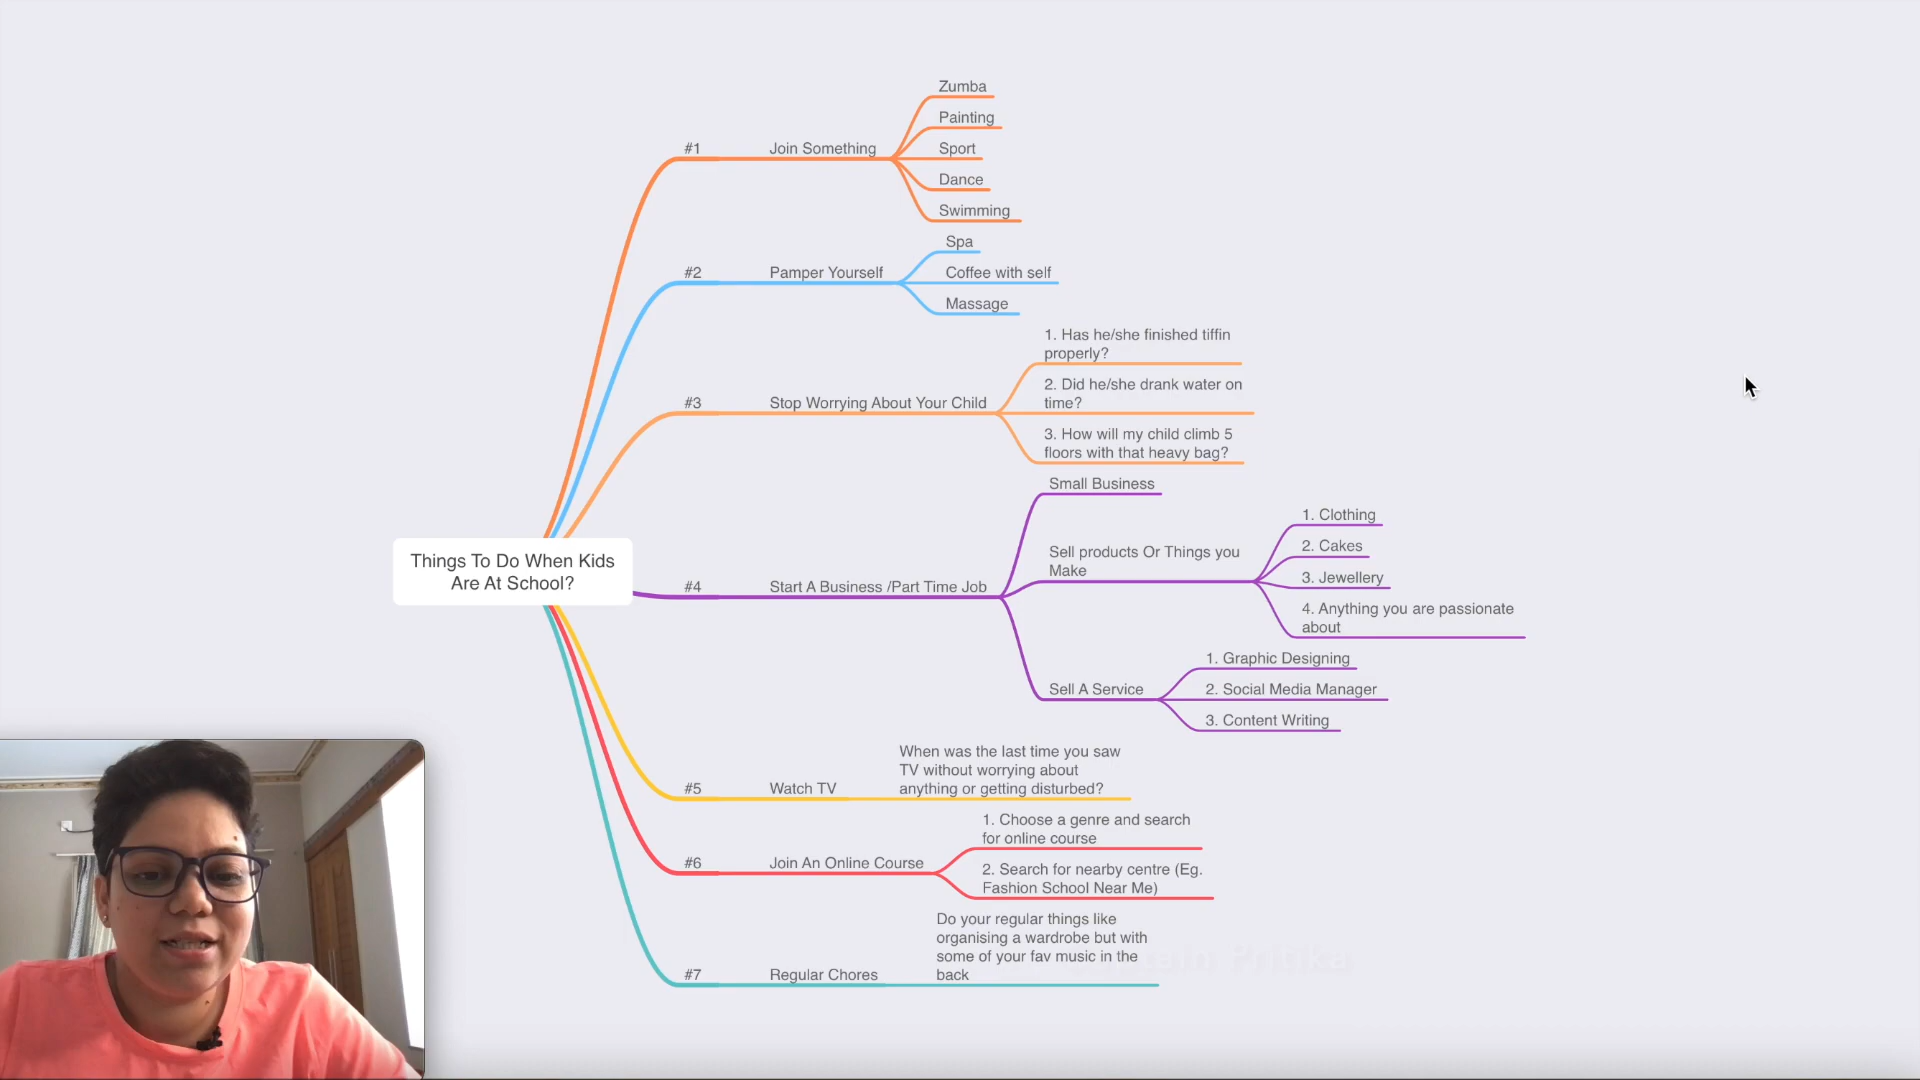 Things To Do When Kids
Are At School?
#1
Join Something
Zumba
Painting
Sport
Dance
Swimming
#2
Pamper Yourself
Spa
Coffee with self
Massage
#3
Stop Worrying About Your Child
1. Has he/she finished tiffin
properly?
2. Did he/she drank water on
time?
3. How will my child climb 5
floors with that heavy bag?
#4
Start A Business /Part Time Job
Small Business
Sell products Or Things you
Make
1. Clothing
2. Cakes
3. Jewellery
4. Anything you are passionate
about
Sell A Service
1. Graphic Designing
2. Social Media Manager
3. Content Writing
#5
Watch TV
When was the last time you saw
TV without worrying about
anything or getting disturbed?
#6
Join An Online Course
1. Choose a genre and search
for online course
2. Search for nearby centre (Eg.
Fashion School Near Me)
#7
Regular Chores
Do your regular things like
organising a wardrobe but with
some of your fav music in the
back
Pritika